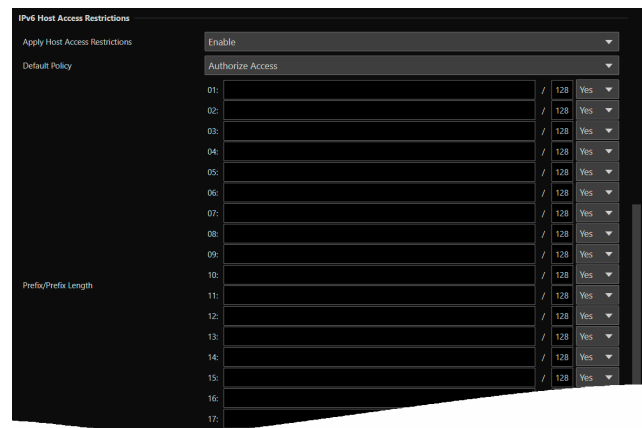 IPv6 Host Access Restrictions
Apply Host Access Restrictions Enable
Default Policy Authorize Access
01: / 128 Yes
02: / 128 Yes
03: / 128 Yes
04: / 128 Yes
05: / 128 Yes
06: / 128 Yes
07: / 128 Yes
08: / 128 Yes
09: / 128 Yes
10: / 128 Yes
Prefix/Prefix Length
11: / 128 Yes
12: / 128 Yes
13: / 128 Yes
14: / 128 Yes
15: / 128 Yes
16:
17: